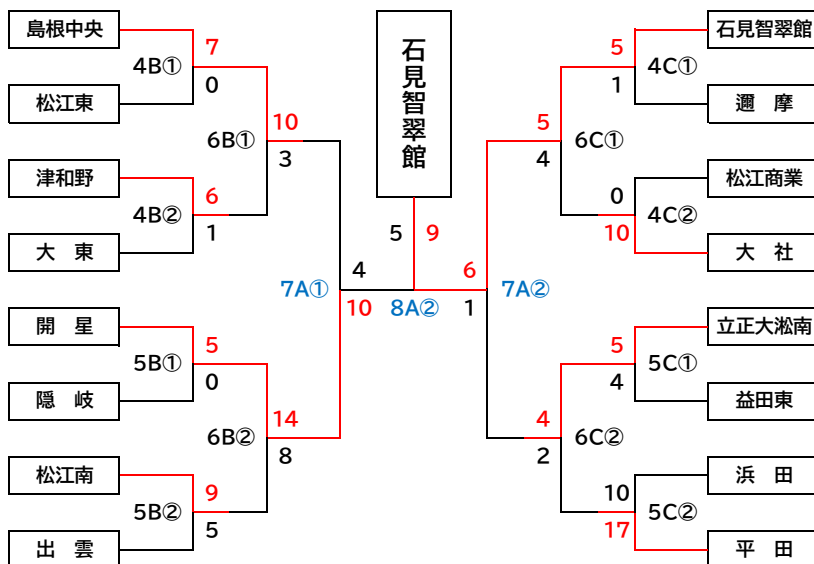 島根中央
7
4B①
0
松江東
10
6B①
3
津和野
6
4B②
1
大　東
4
7A①
10
開　星
5
5B①
0
隠　岐
14
6B②
8
松江南
9
5B②
5
出　雲
石見智翠館
5
9
8A②
石見智翠館
5
4C①
1
邇　摩
5
6C①
4
松江商業
0
4C②
10
大　社
6
7A②
1
立正大淞南
5
5C①
4
益田東
4
6C②
2
浜　田
10
5C②
17
平　田